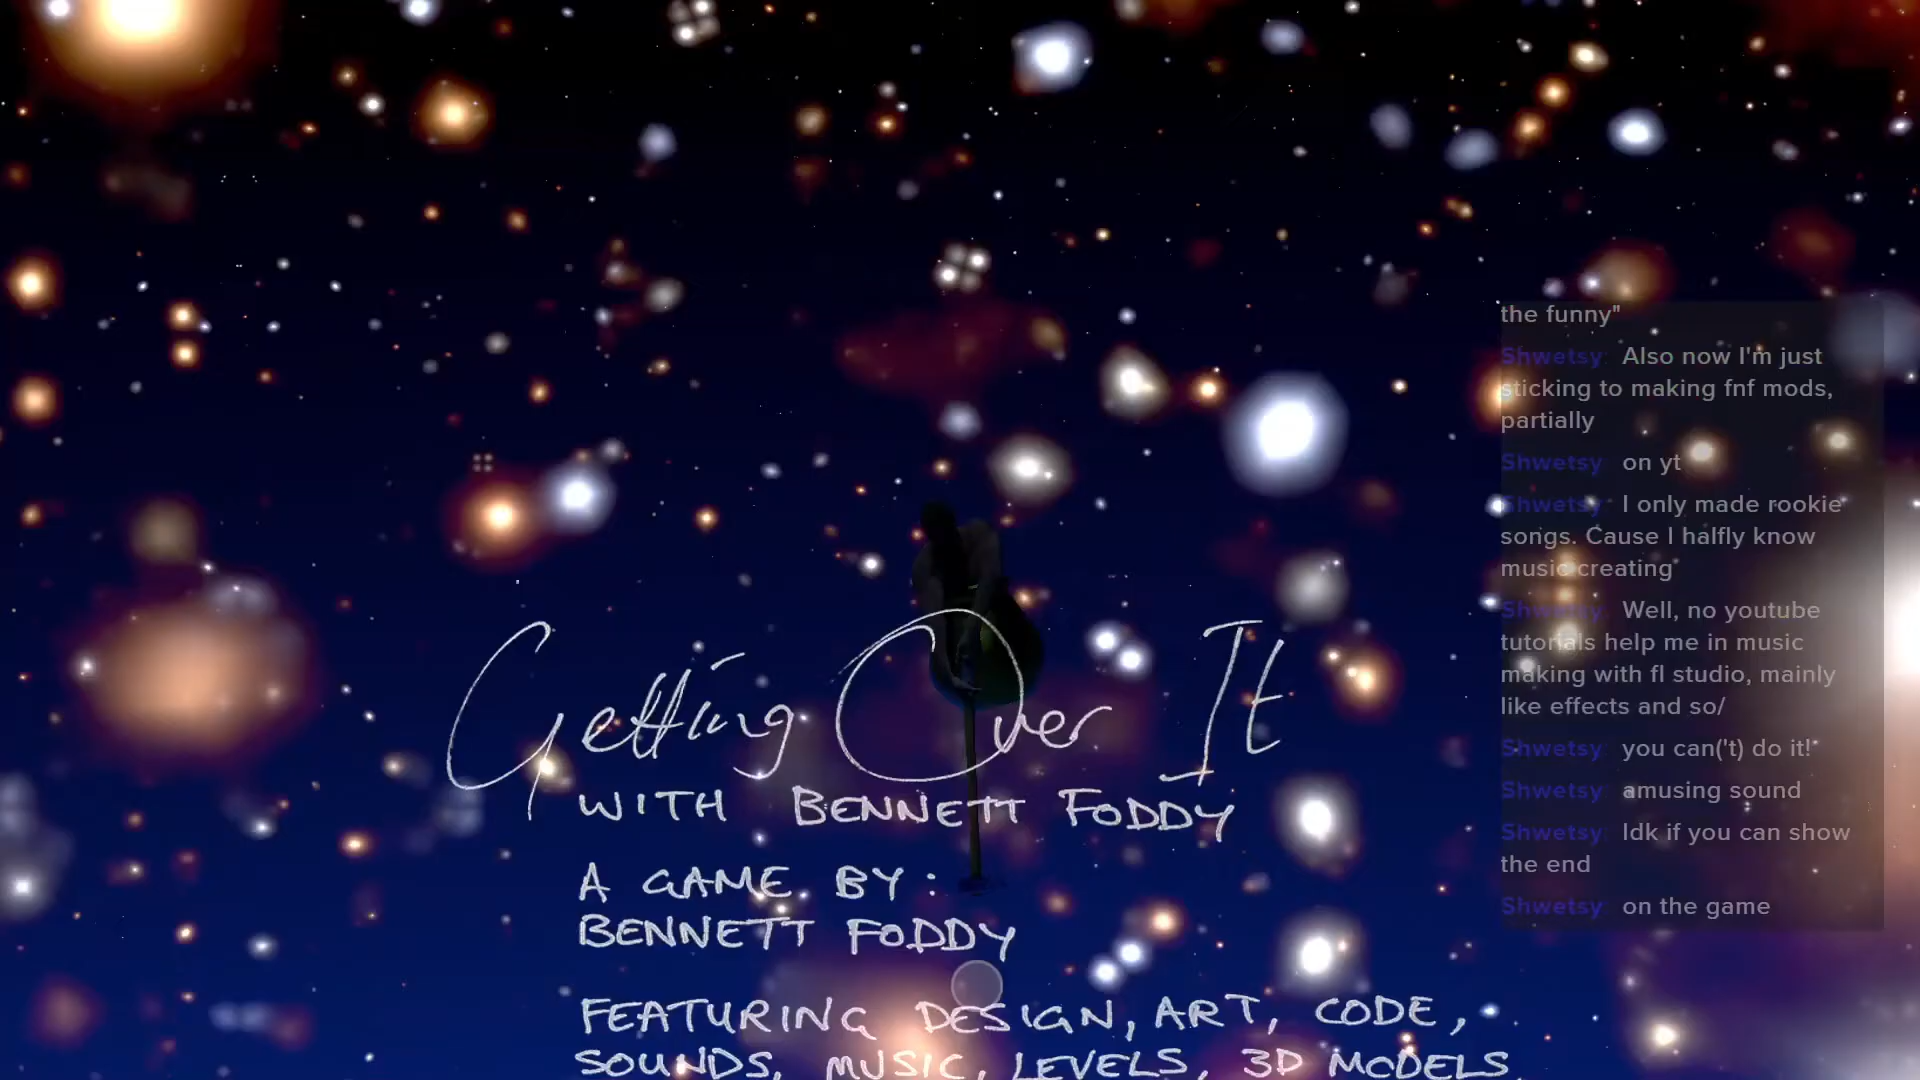 Getting Over It
WITH BENNETT FODDY
A GAME BY:
BENNETT FODDY
FEATURING DESIGN, ART, CODE,
SOUNDS, MUSIC, LEVELS, 3D MODELS
the funny"
Shwetsy: Also now I'm just
sticking to making fnf mods,
partially
Shwetsy: on yt
Shwetsy: I only made rookie
songs. Cause I halfly know
music creating
Shwetsy: Well, no youtube
tutorials help me in music
making with fl studio, mainly
like effects and so/
Shwetsy: you can('t) do it!
Shwetsy: amusing sound
Shwetsy: Idk if you can show
the end
Shwetsy: on the game